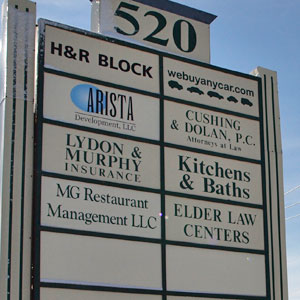 520
H&R BLOCK
webuyanycar.com
ARISTA
Development, LLC
CUSHING
& DOLAN, P.C.
Attorneys at Law
LYDON &
MURPHY
INSURANCE
Kitchens
& Baths
MG Restaurant
Management LLC
ELDER LAW
CENTERS